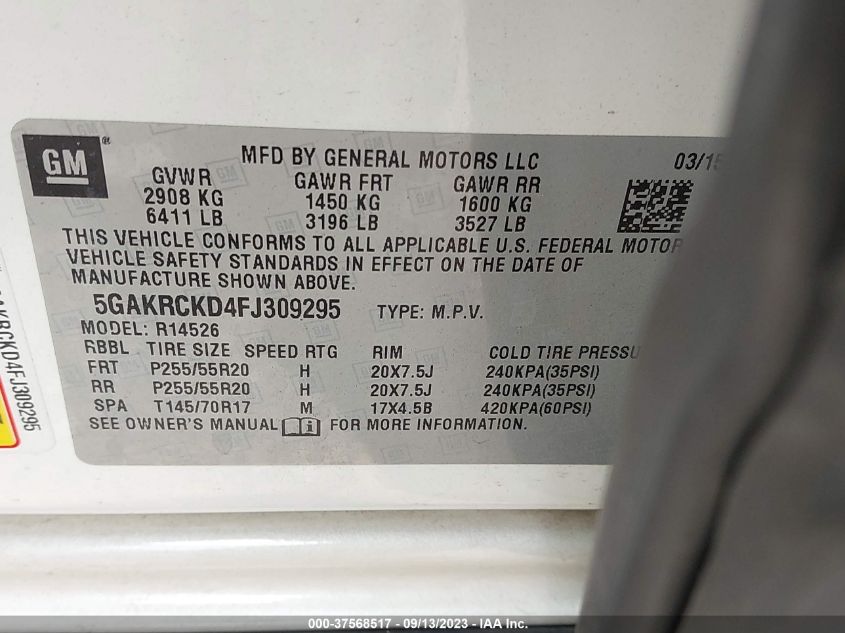 GM ®
MFD BY GENERAL MOTORS LLC 03/15
GVWR GAWR FRT GAWR RR
2908 KG 1450 KG 1600 KG
6411 LB 3196 LB 3527 LB
THIS VEHICLE CONFORMS TO ALL APPLICABLE U.S. FEDERAL MOTOR
VEHICLE SAFETY STANDARDS IN EFFECT ON THE DATE OF
MANUFACTURE SHOWN ABOVE.
5GAKRCKD4FJ309295 TYPE: M.P.V.
MODEL: R14526
RBBL TIRE SIZE SPEED RTG RIM COLD TIRE PRESSU
FRT P255/55R20 H 20X7.5J 240KPA(35PSI)
RR P255/55R20 H 20X7.5J 240KPA(35PSI)
SPA T145/70R17 M 17X4.5B 420KPA(60PSI)
SEE OWNER'S MANUAL i FOR MORE INFORMATION.
AKRCKD4FJ309295
000-37568517 - 09/13/2023 - IAA Inc.